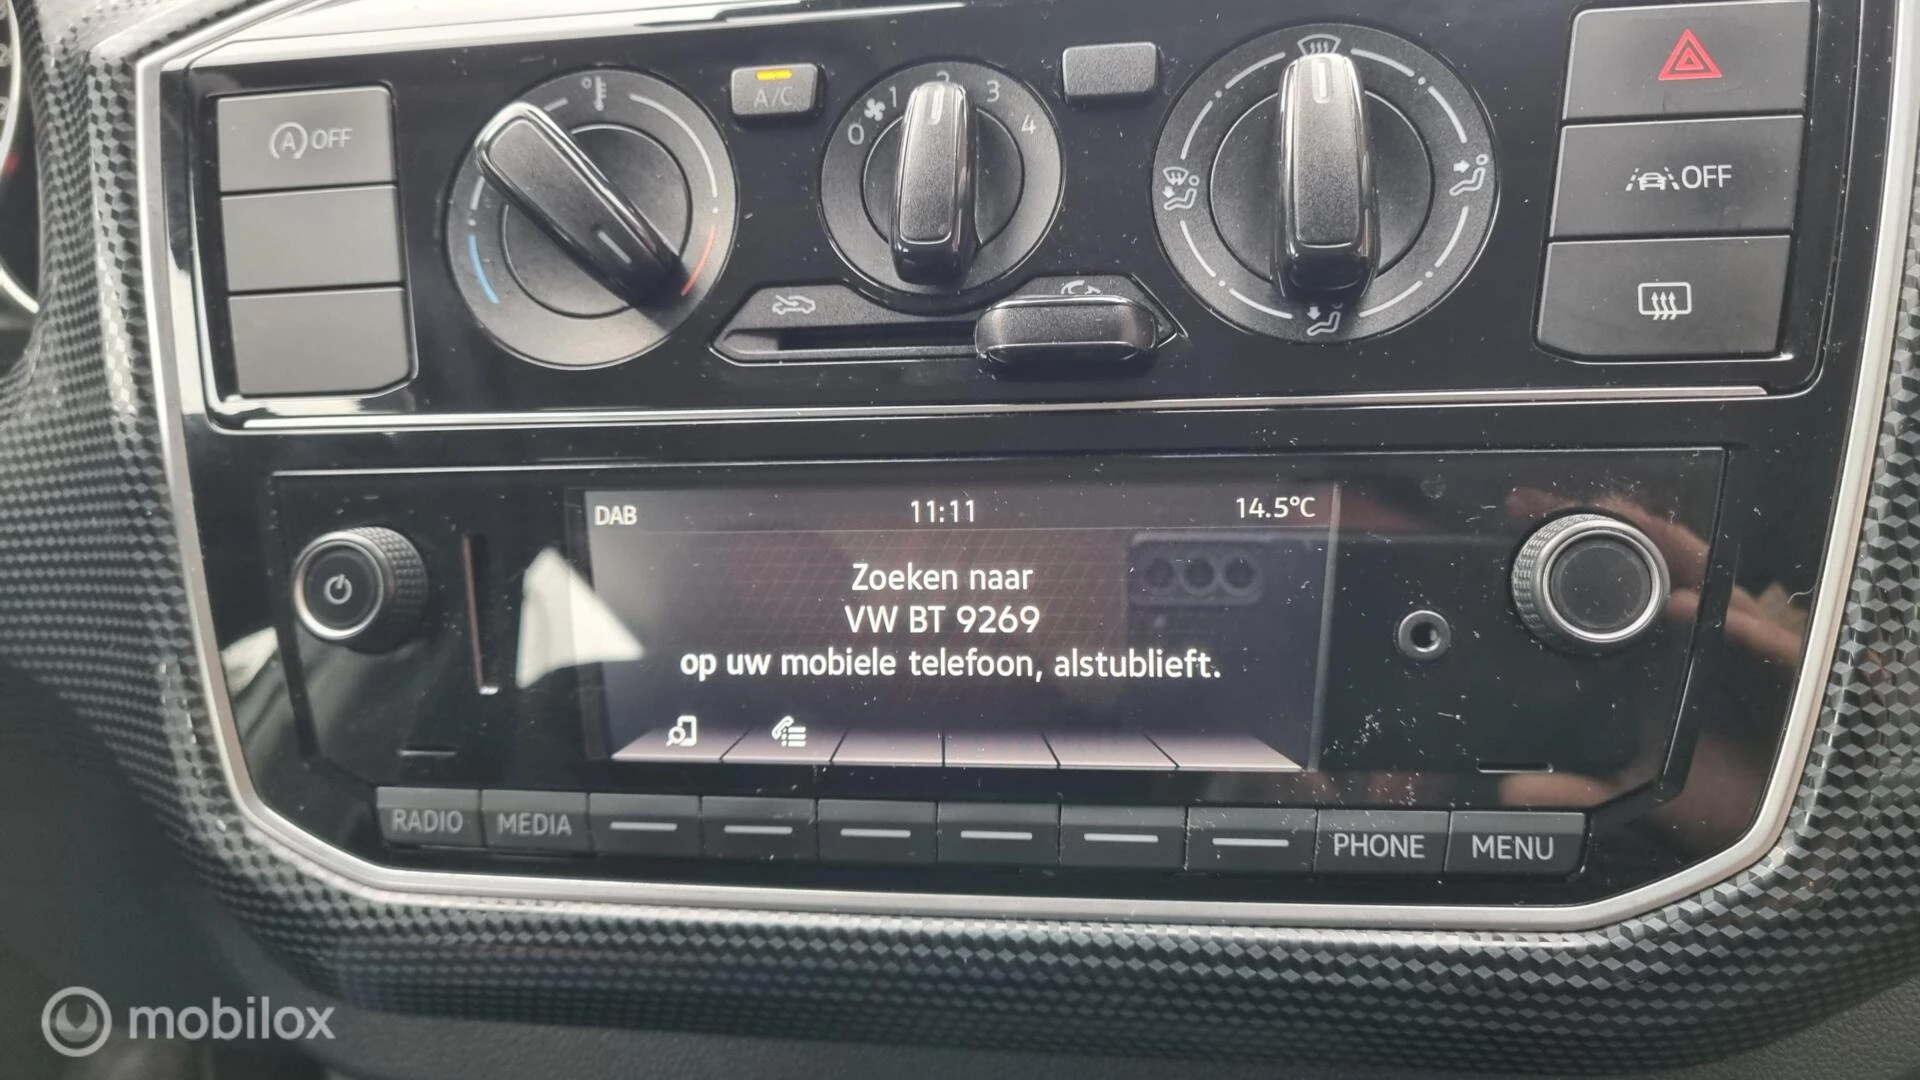 A OFF
A/C
0 1 2 3 4
OFF
DAB 11:11 14.5°C
Zoeken naar
VW BT 9269
op uw mobiele telefoon, alstublieft.
RADIO MEDIA PHONE MENU
mobilox